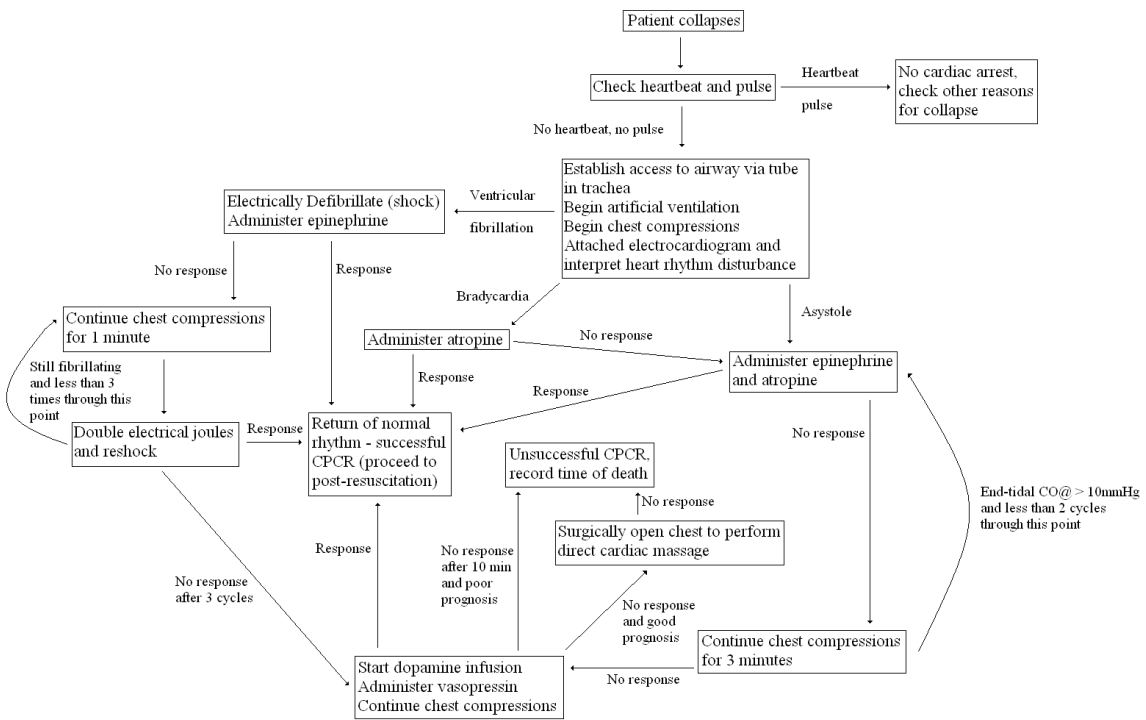 Patient collapses
Check heartbeat and pulse
Heartbeat
pulse
No cardiac arrest,
check other reasons
for collapse
No heartbeat, no pulse
Establish access to airway via tube
in trachea
Begin artificial ventilation
Begin chest compressions
Attached electrocardiogram and
interpret heart rhythm disturbance
Ventricular
fibrillation
Electrically Defibrillate (shock)
Administer epinephrine
No response
Response
Bradycardia
Asystole
Continue chest compressions
for 1 minute
Administer atropine
No response
Administer epinephrine
and atropine
Still fibrillating
and less than 3
times through this
point
Response
Response
Double electrical joules
and reshock
Response
Return of normal
rhythm - successful
CPCR (proceed to
post-resuscitation)
Unsuccessful CPCR,
record time of death
No response
End-tidal CO@ > 10mmHg
and less than 2 cycles
through this point
No response
Surgically open chest to perform
direct cardiac massage
Response
No response
after 10 min
and poor
prognosis
No response
after 3 cycles
No response
and good
prognosis
Continue chest compressions
for 3 minutes
No response
Start dopamine infusion
Administer vasopressin
Continue chest compressions